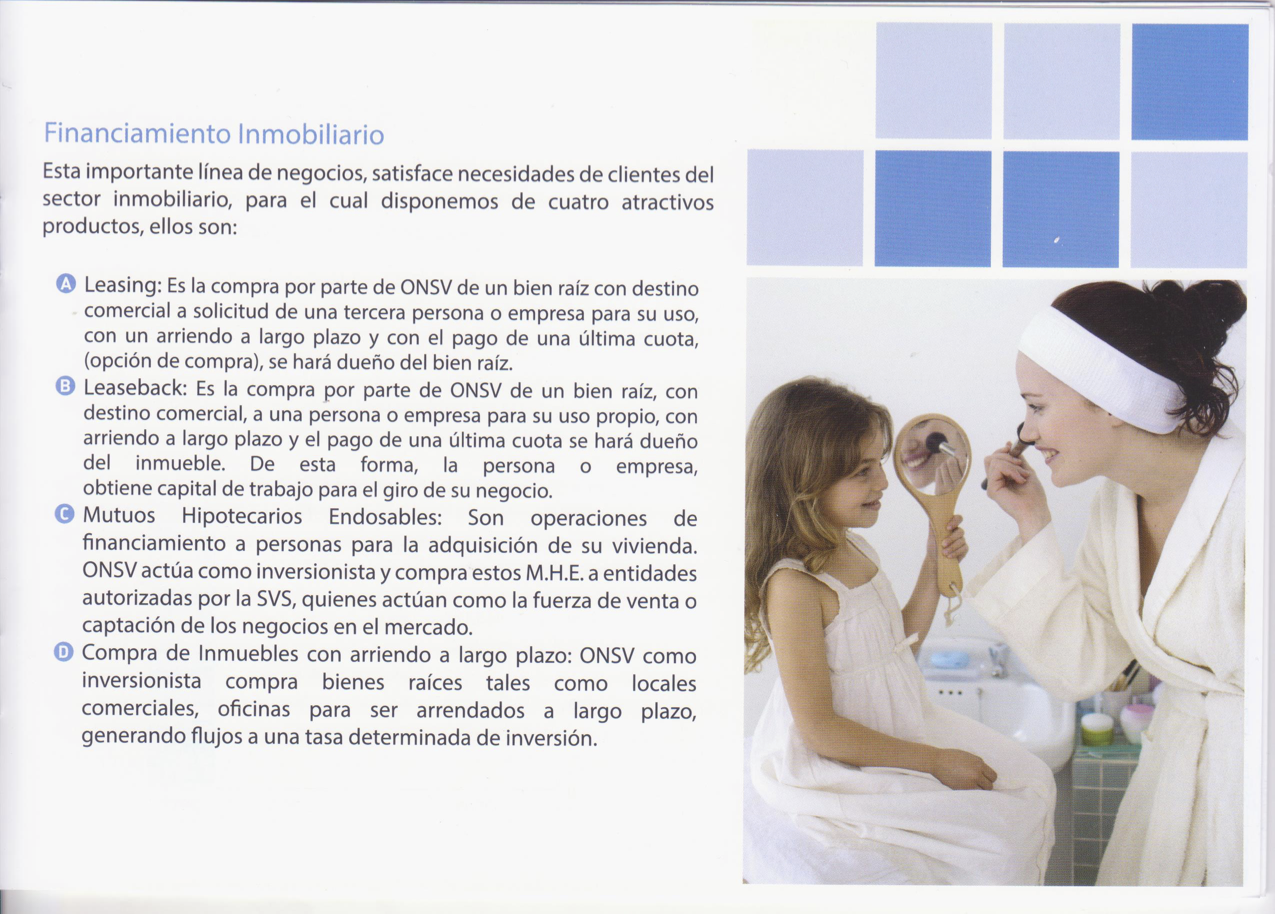 Financiamiento Inmobiliario
Esta importante línea de negocios, satisface necesidades de clientes del
sector inmobiliario, para el cual disponemos de cuatro atractivos
productos, ellos son:
A Leasing: Es la compra por parte de ONSV de un bien raíz con destino
comercial a solicitud de una tercera persona o empresa para su uso,
con un arriendo a largo plazo y con el pago de una última cuota,
(opción de compra), se hará dueño del bien raíz.
B Leaseback: Es la compra por parte de ONSV de un bien raíz, con
destino comercial, a una persona o empresa para su uso propio, con
arriendo a largo plazo y el pago de una última cuota se hará dueño
del inmueble. De esta forma, la persona o empresa,
obtiene capital de trabajo para el giro de su negocio.
C Mutuos Hipotecarios Endosables: Son operaciones de
financiamiento a personas para la adquisición de su vivienda.
ONSV actúa como inversionista y compra estos M.H.E. a entidades
autorizadas por la SVS, quienes actúan como la fuerza de venta o
captación de los negocios en el mercado.
D Compra de Inmuebles con arriendo a largo plazo: ONSV como
inversionista compra bienes raíces tales como locales
comerciales, oficinas para ser arrendados a largo plazo,
generando flujos a una tasa determinada de inversión.